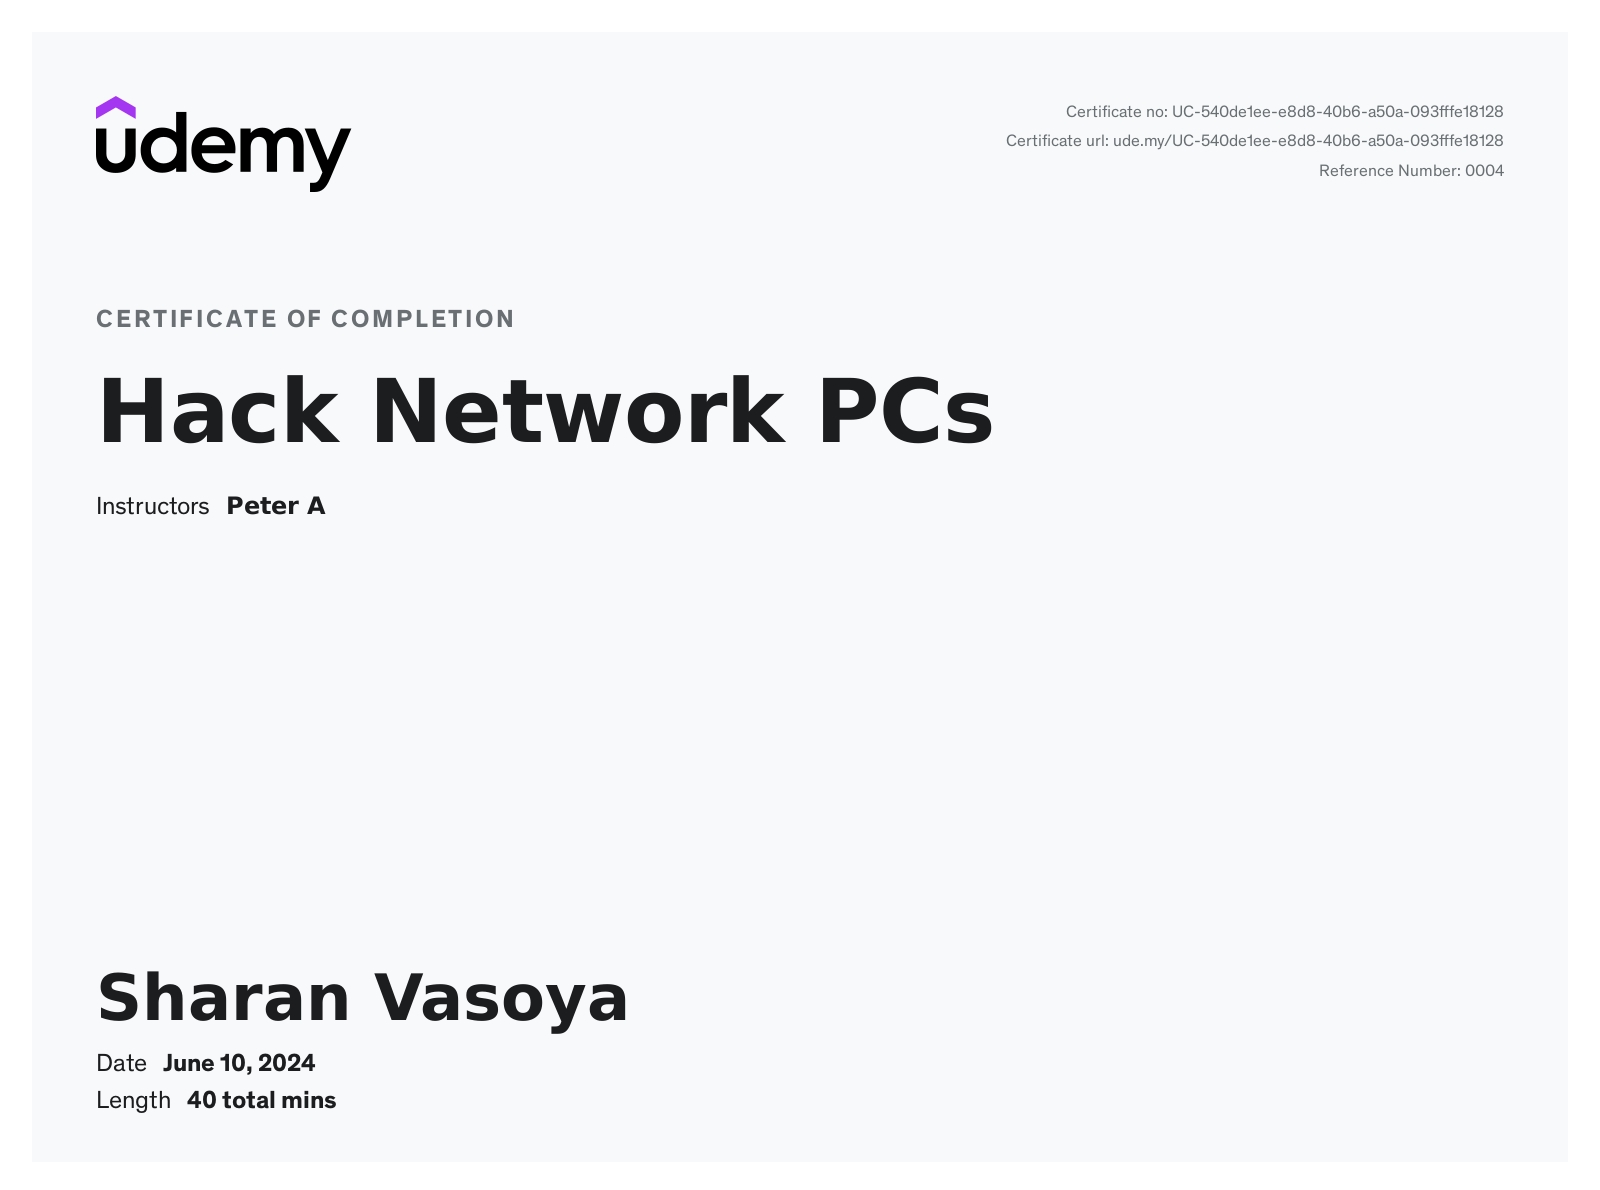 udemy
Certificate no: UC-540de1ee-e8d8-40b6-a50a-093fffe18128
Certificate url: ude.my/UC-540de1ee-e8d8-40b6-a50a-093fffe18128
Reference Number: 0004
CERTIFICATE OF COMPLETION
Hack Network PCs
Instructors Peter A
Sharan Vasoya
Date June 10, 2024
Length 40 total mins